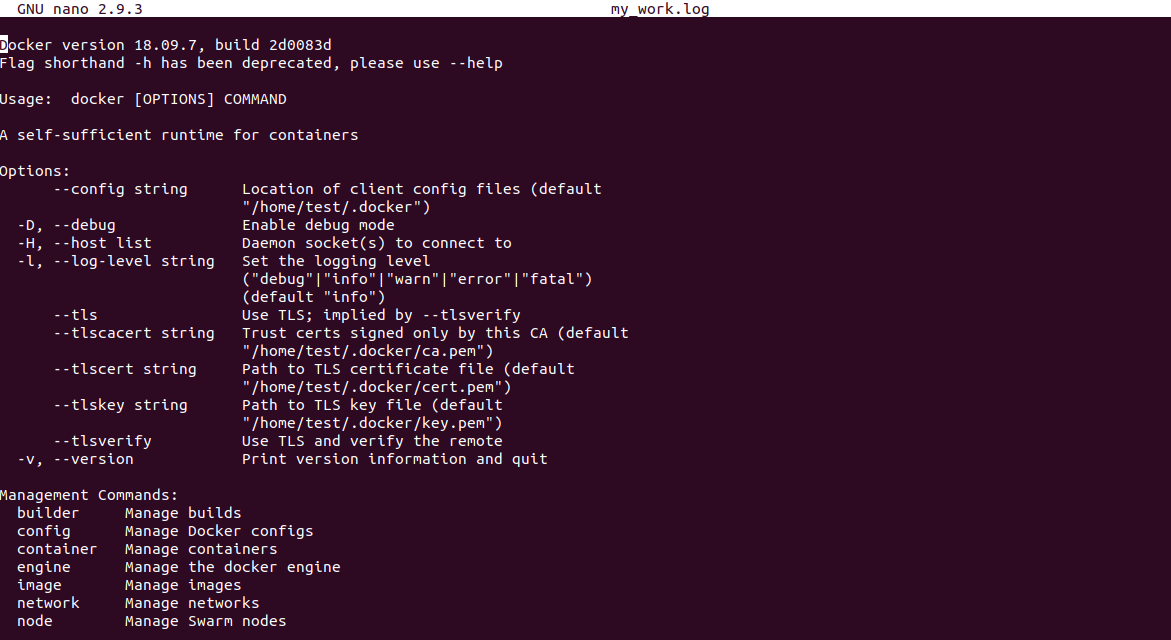 GNU nano 2.9.3 my_work.log
Docker version 18.09.7, build 2d0083d
Flag shorthand -h has been deprecated, please use --help
Usage:  docker [OPTIONS] COMMAND
A self-sufficient runtime for containers
Options:
      --config string      Location of client config files (default
                           "/home/test/.docker")
  -D, --debug              Enable debug mode
  -H, --host list          Daemon socket(s) to connect to
  -l, --log-level string   Set the logging level
                           ("debug"|"info"|"warn"|"error"|"fatal")
                           (default "info")
      --tls                Use TLS; implied by --tlsverify
      --tlscacert string   Trust certs signed only by this CA (default
                           "/home/test/.docker/ca.pem")
      --tlscert string     Path to TLS certificate file (default
                           "/home/test/.docker/cert.pem")
      --tlskey string      Path to TLS key file (default
                           "/home/test/.docker/key.pem")
      --tlsverify          Use TLS and verify the remote
  -v, --version            Print version information and quit
Management Commands:
  builder     Manage builds
  config      Manage Docker configs
  container   Manage containers
  engine      Manage the docker engine
  image       Manage images
  network     Manage networks
  node        Manage Swarm nodes